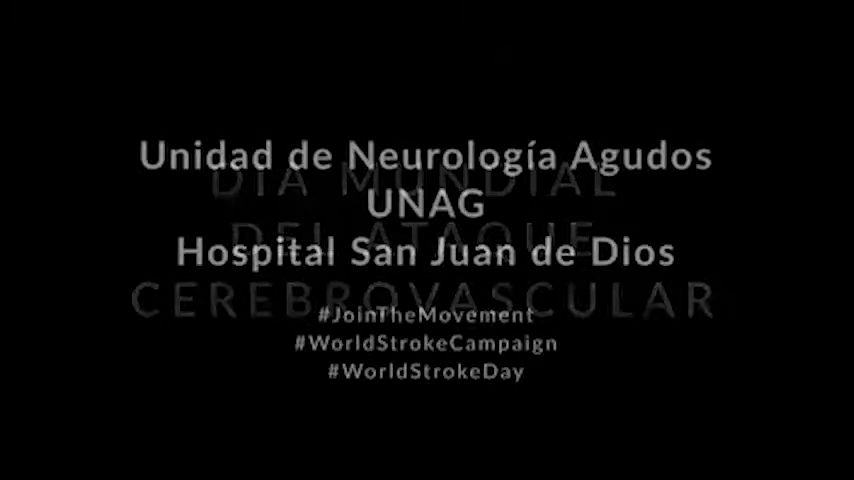 Unidad de Neurología Agudos
DÍA MUNDIAL
UNAG
DEL ATAQUE
Hospital San Juan de Dios
CEREBROVASCULAR
#JoinTheMovement
#WorldStrokeCampaign
#WorldStrokeDay